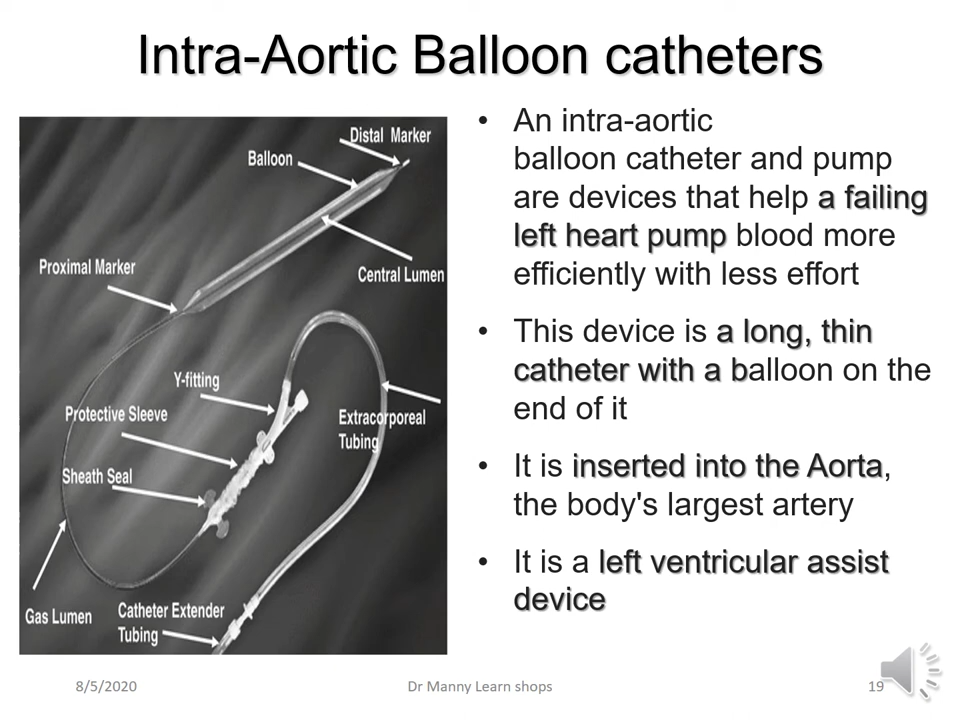 Intra-Aortic Balloon catheters
Distal Marker
Balloon
Central Lumen
Proximal Marker
Y-fitting
Protective Sleeve
Extracorporeal
Tubing
Sheath Seal
Gas Lumen
Catheter Extender
Tubing
• An intra-aortic
balloon catheter and pump
are devices that help a failing
left heart pump blood more
efficiently with less effort
• This device is a long, thin
catheter with a balloon on the
end of it
• It is inserted into the Aorta,
the body's largest artery
• It is a left ventricular assist
device
8/5/2020
Dr Manny Learn shops
19